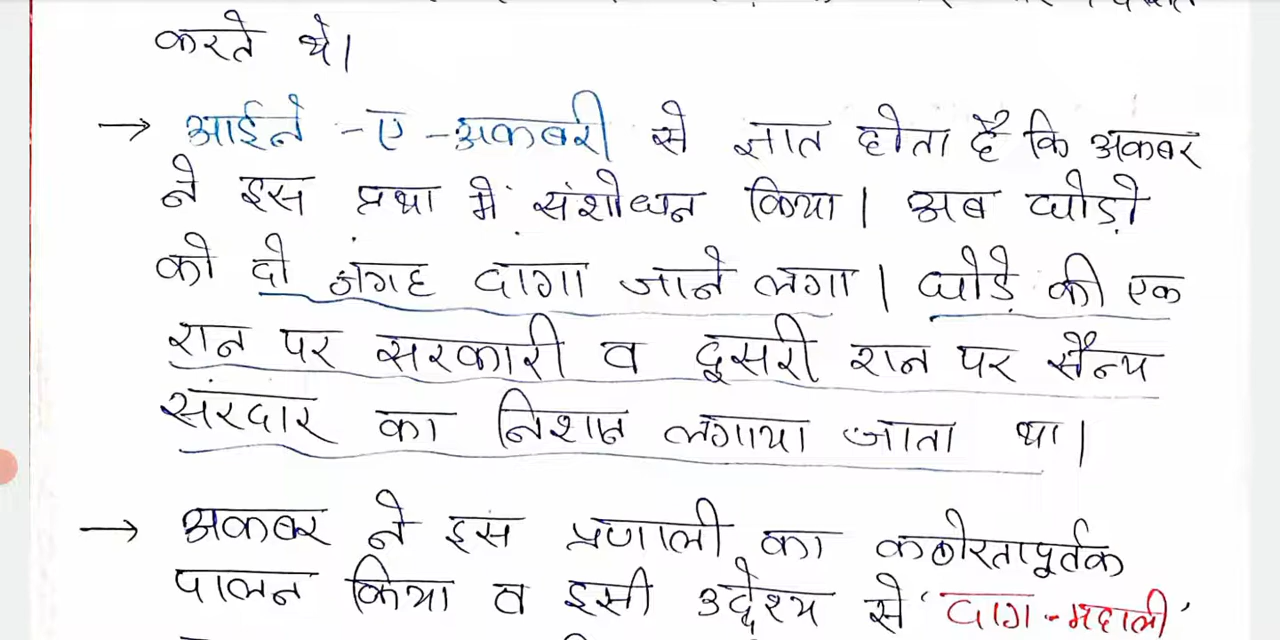 करते थे।
→ आईने -ए -अकबरी से ज्ञात होता है कि अकबर
ने इस प्रथा में संशोधन किया। अब घोडो़
को दो जगह दागा जाने लगा। घोडे़ की एक
रान पर सरकारी व दूसरी रान पर सैन्य
सरदार का निशान लगाया जाता था।
→ अकबर ने इस प्रणाली का कठोरतापूर्वक
पालन किया व इसी उद्देश्य से 'दाग-महाली'